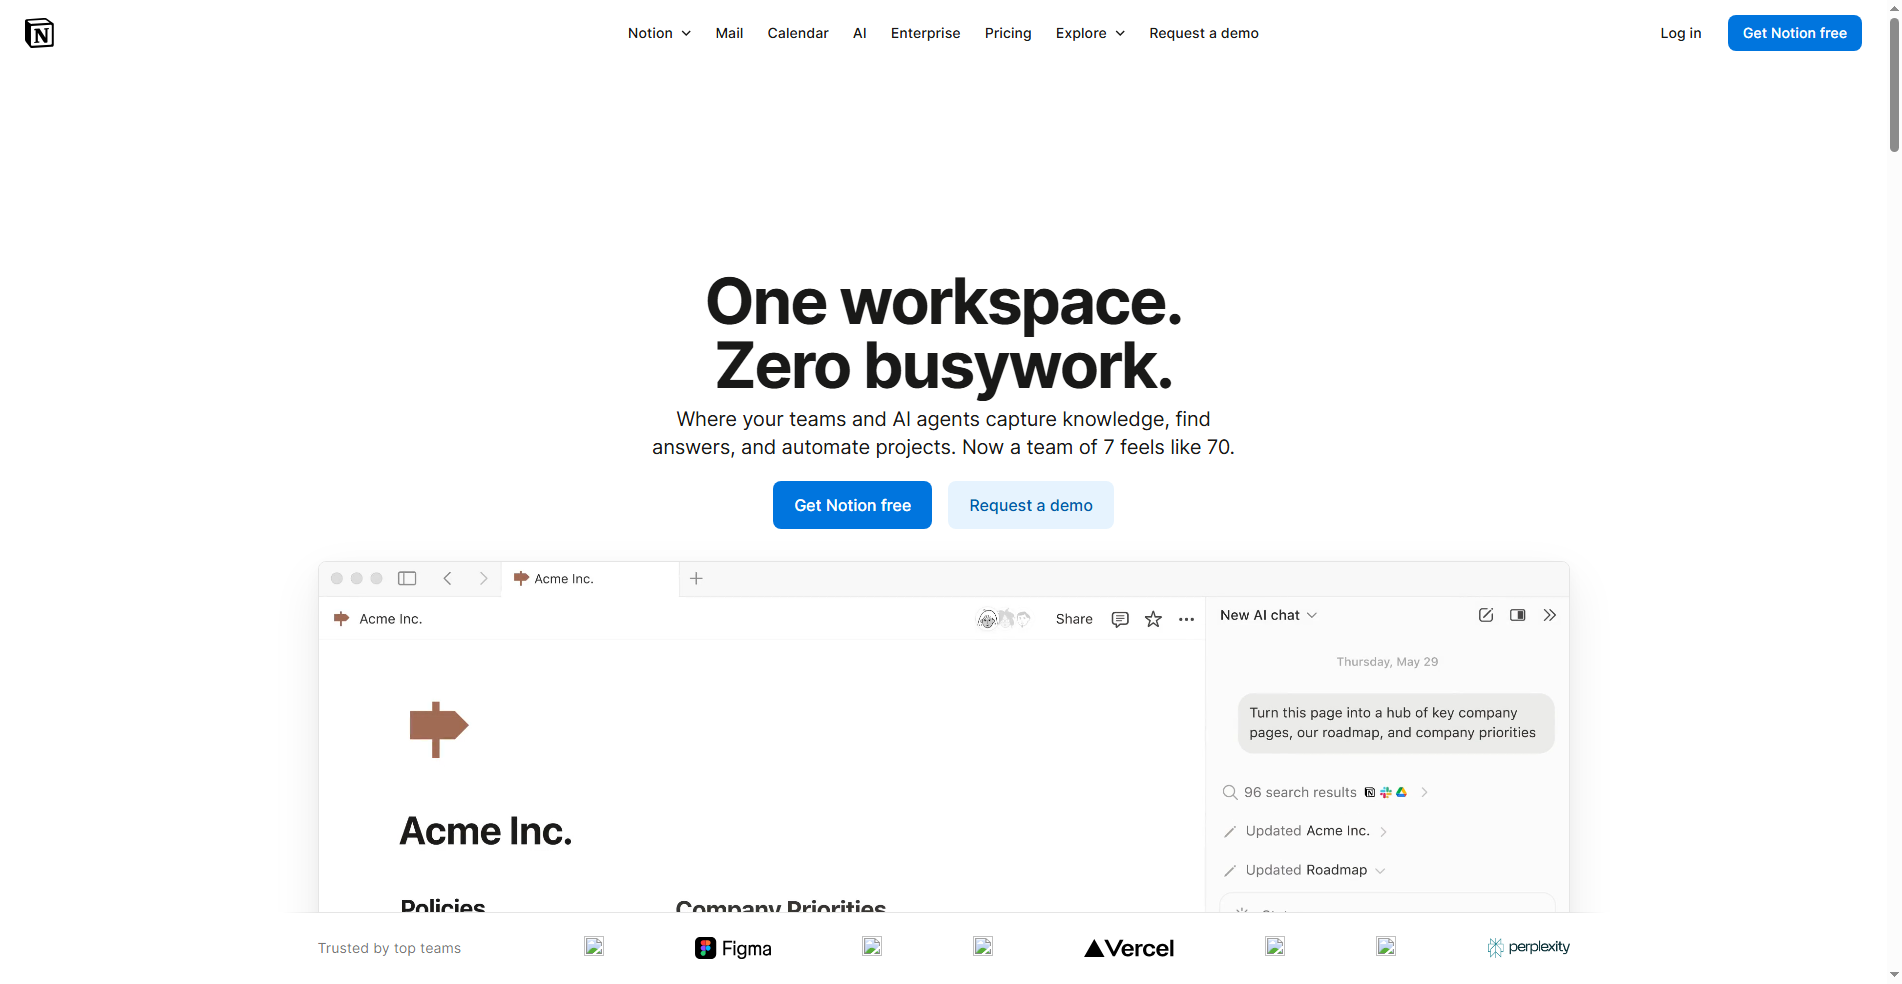 N
Notion Mail Calendar AI Enterprise Pricing Explore Request a demo
Log in
Get Notion free
One workspace.
Zero busywork.
Where your teams and AI agents capture knowledge, find
answers, and automate projects. Now a team of 7 feels like 70.
Get Notion free
Request a demo
Acme Inc.
Acme Inc.
Share
New AI chat
Thursday, May 29
Turn this page into a hub of key company
pages, our roadmap, and company priorities
96 search results
Updated Acme Inc.
Updated Roadmap
Acme Inc.
Policies
Company Priorities
Trusted by top teams
Figma
Vercel
perplexity